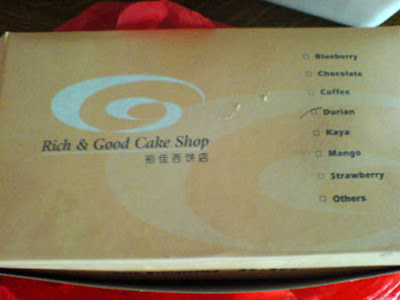 Rich & Good Cake Shop
裕佳西饼店
Blueberry
Chocolate
Coffee
Durian
Kaya
Mango
Strawberry
Others